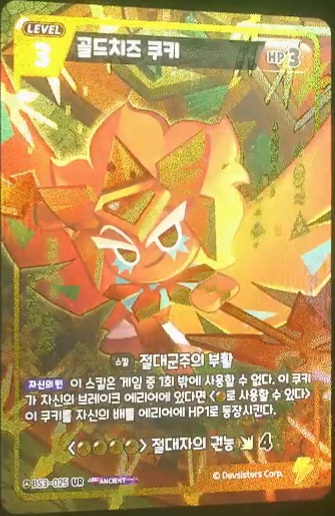 LEVEL
3
골드치즈 쿠키
HP 3
스킬 절대군주의 부활
자신의 턴 이 스킬은 게임 중 1회 밖에 사용할 수 없다. 이 쿠키
가 자신의 브레이크 에리어에 있다면 <로 사용할 수 있다>
이 쿠키를 자신의 배틀 에리어에 HP1로 등장시킨다.
절대자의 권능 4
BS3-025 UR ANCIENT
© Devsisters Corp.